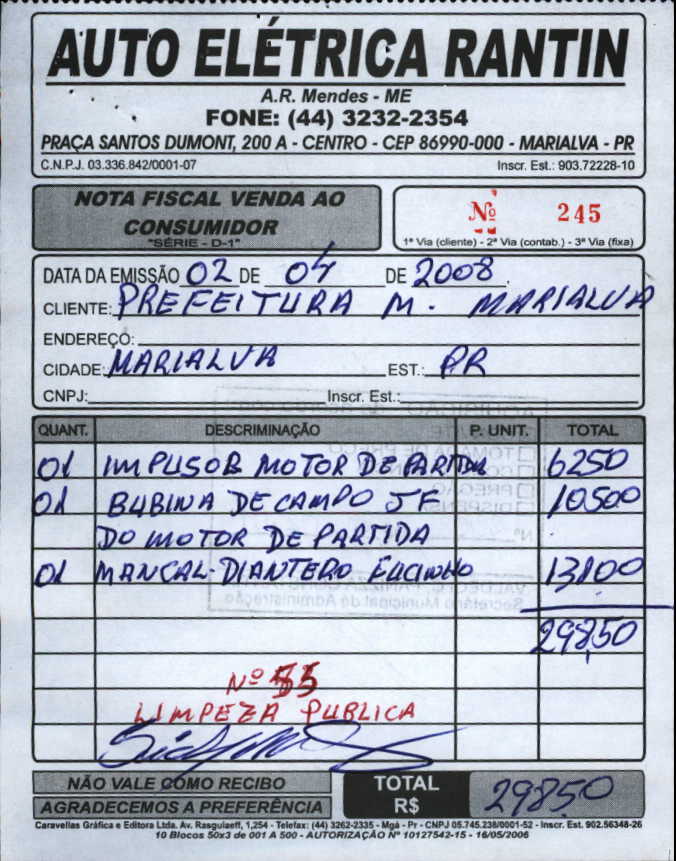 AUTO ELÉTRICA RANTIN
A.R. Mendes - ME
FONE: (44) 3232-2354
PRAÇA SANTOS DUMONT, 200 A - CENTRO - CEP 86990-000 - MARIALVA - PR
C.N.P.J. 03.336.842/0001-07 Inscr. Est.: 903.72228-10
NOTA FISCAL VENDA AO
CONSUMIDOR
"SÉRIE - D-1"
Nº 245
1ª Via (cliente) - 2ª Via (contab.) - 3ª Via (fixa)
DATA DA EMISSÃO 02 DE 04 DE 2008
CLIENTE: PREFEITURA M. MARIALVA
ENDEREÇO:
CIDADE: MARIALVA EST.: PR
CNPJ: Inscr. Est.:
QUANT. DESCRIMINAÇÃO P. UNIT. TOTAL
01 IMPUSOR MOTOR DE PARTIDA 6250
01 BUBINA DE CAMPO JF 10500
DO MOTOR DE PARTIDA
01 MANCAL DIANTERO FUCINHO 13100
29850
Nº
LIMPEZA PUBLICA
NÃO VALE COMO RECIBO
AGRADECEMOS A PREFERÊNCIA
TOTAL
R$ 29850
Caravellas Gráfica e Editora Ltda. Av. Rasguiaeff, 1,254 - Telefax: (44) 3262-2335 - Mgá - Pr - CNPJ 05.745.238/0001-52 - Inscr. Est. 902.56348-26
10 Blocos 50x3 de 001 A 500 - AUTORIZAÇÃO Nº 10127542-15 - 16/05/2006